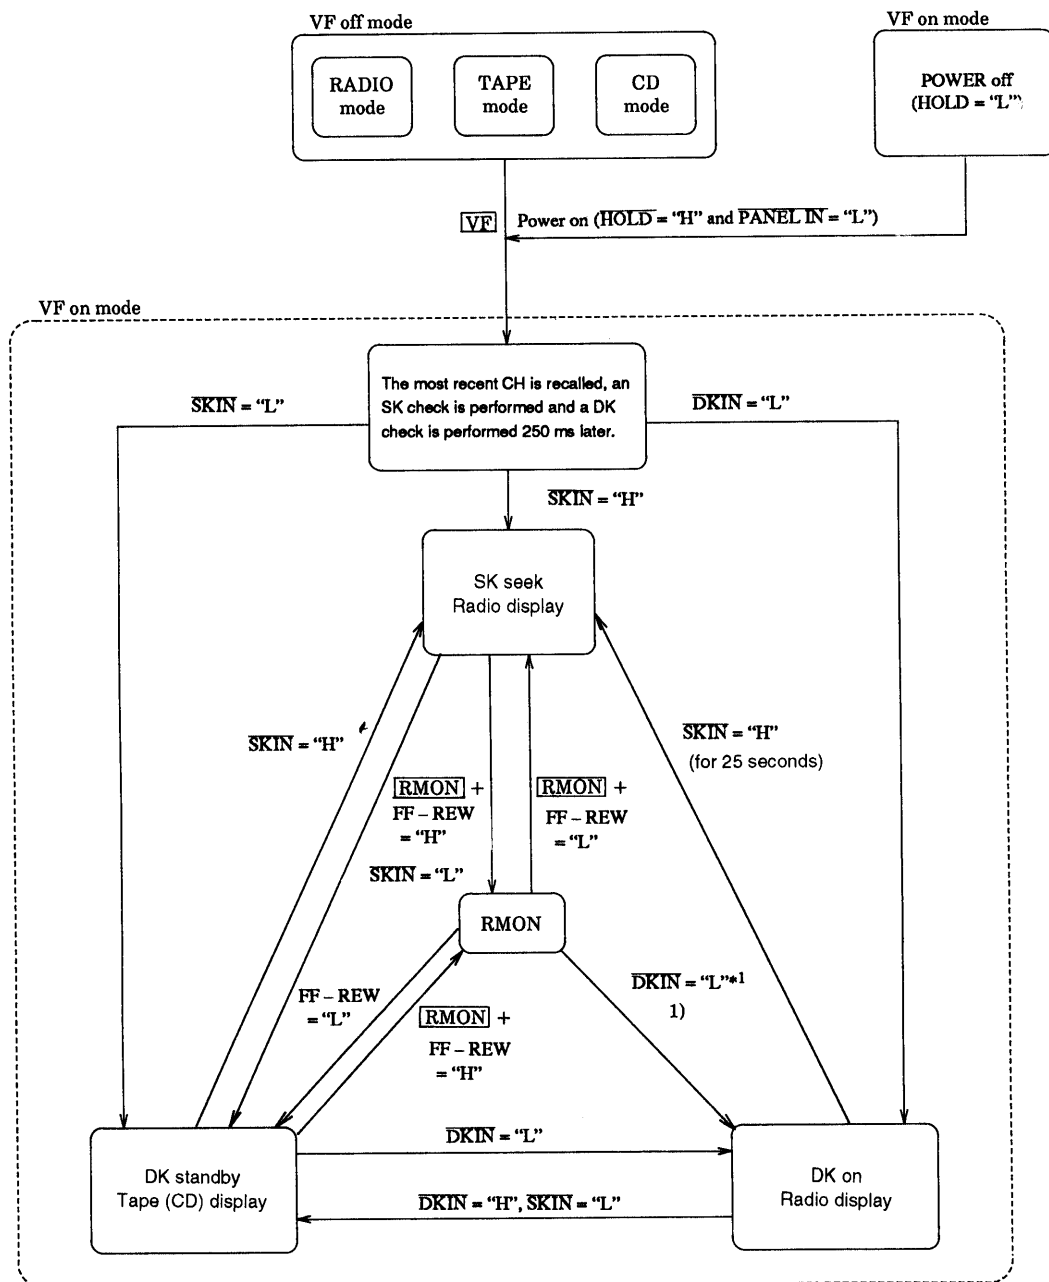 VF off mode
VF on mode
RADIO
mode
TAPE
mode
CD
mode
POWER off
(HOLD = “L”)
VF
Power on (HOLD = “H” and PANEL IN = “L”)
VF on mode
The most recent CH is recalled, an
SK check is performed and a DK
check is performed 250 ms later.
SKIN = “L”
DKIN = “L”
SKIN = “H”
SK seek
Radio display
SKIN = “H”
SKIN = “H”
(for 25 seconds)
RMON +
FF – REW
= “H”
RMON +
FF – REW
= “L”
SKIN = “L”
RMON
FF – REW
= “L”
RMON +
FF – REW
= “H”
DKIN = “L”*1
1)
DKIN = “L”
DK standby
Tape (CD) display
DK on
Radio display
DKIN = “H”, SKIN = “L”